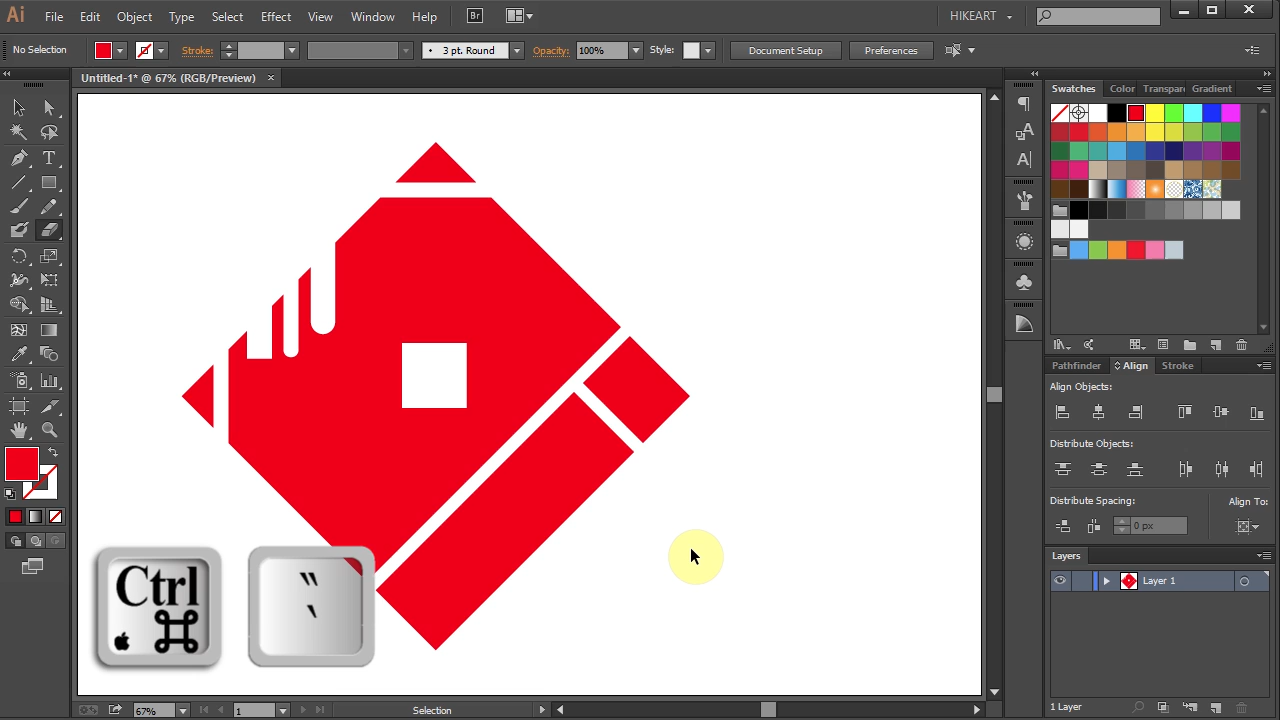 Ai File Edit Object Type Select Effect View Window Help Br HIKEART
No Selection Stroke: 3 pt. Round Opacity: 100% Style: Document Setup Preferences
Untitled-1* @ 67% (RGB/Preview) ×
Swatches Color Transpar Gradient
Pathfinder Align Stroke
Align Objects:
Distribute Objects:
Distribute Spacing: Align To:
0 px
Layers
Layer 1
Ctrl
⌘
67% 1 Selection
1 Layer